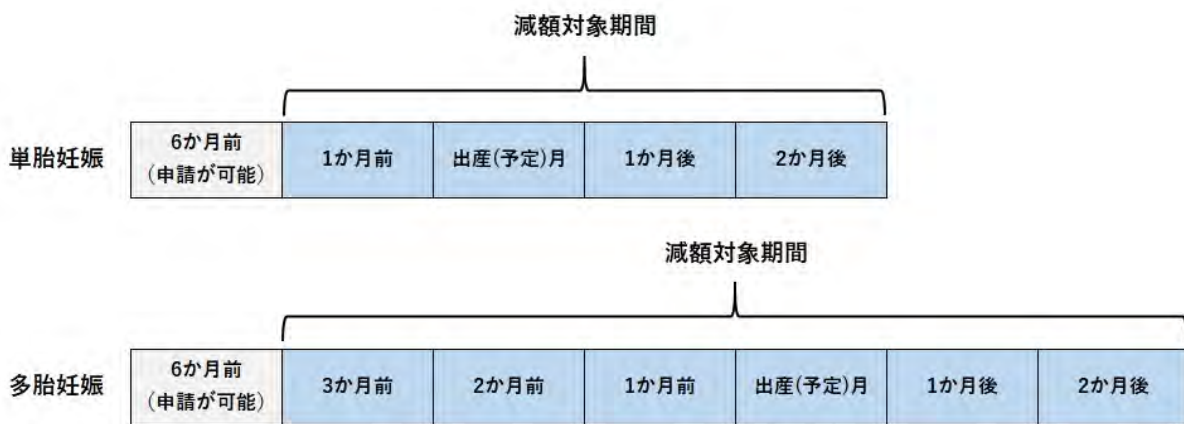 減額対象期間
単胎妊娠
6か月前
（申請が可能）
1か月前
出産(予定)月
1か月後
2か月後
減額対象期間
多胎妊娠
6か月前
（申請が可能）
3か月前
2か月前
1か月前
出産(予定)月
1か月後
2か月後